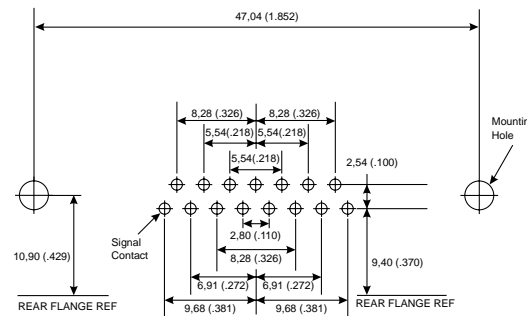 47,04 (1.852)
8,28 (.326) 8,28 (.326)
5,54(.218) 5,54(.218)
5,54(.218)
Mountin
Hole
2,54 (.100)
Signal
Contact
2,80 (.110)
8,28 (.326)
10,90 (.429)
9,40 (.370)
6,91 (.272) 6,91 (.272)
REAR FLANGE REF REAR FLANGE REF
9.68 (.381) 9.68 (.381)